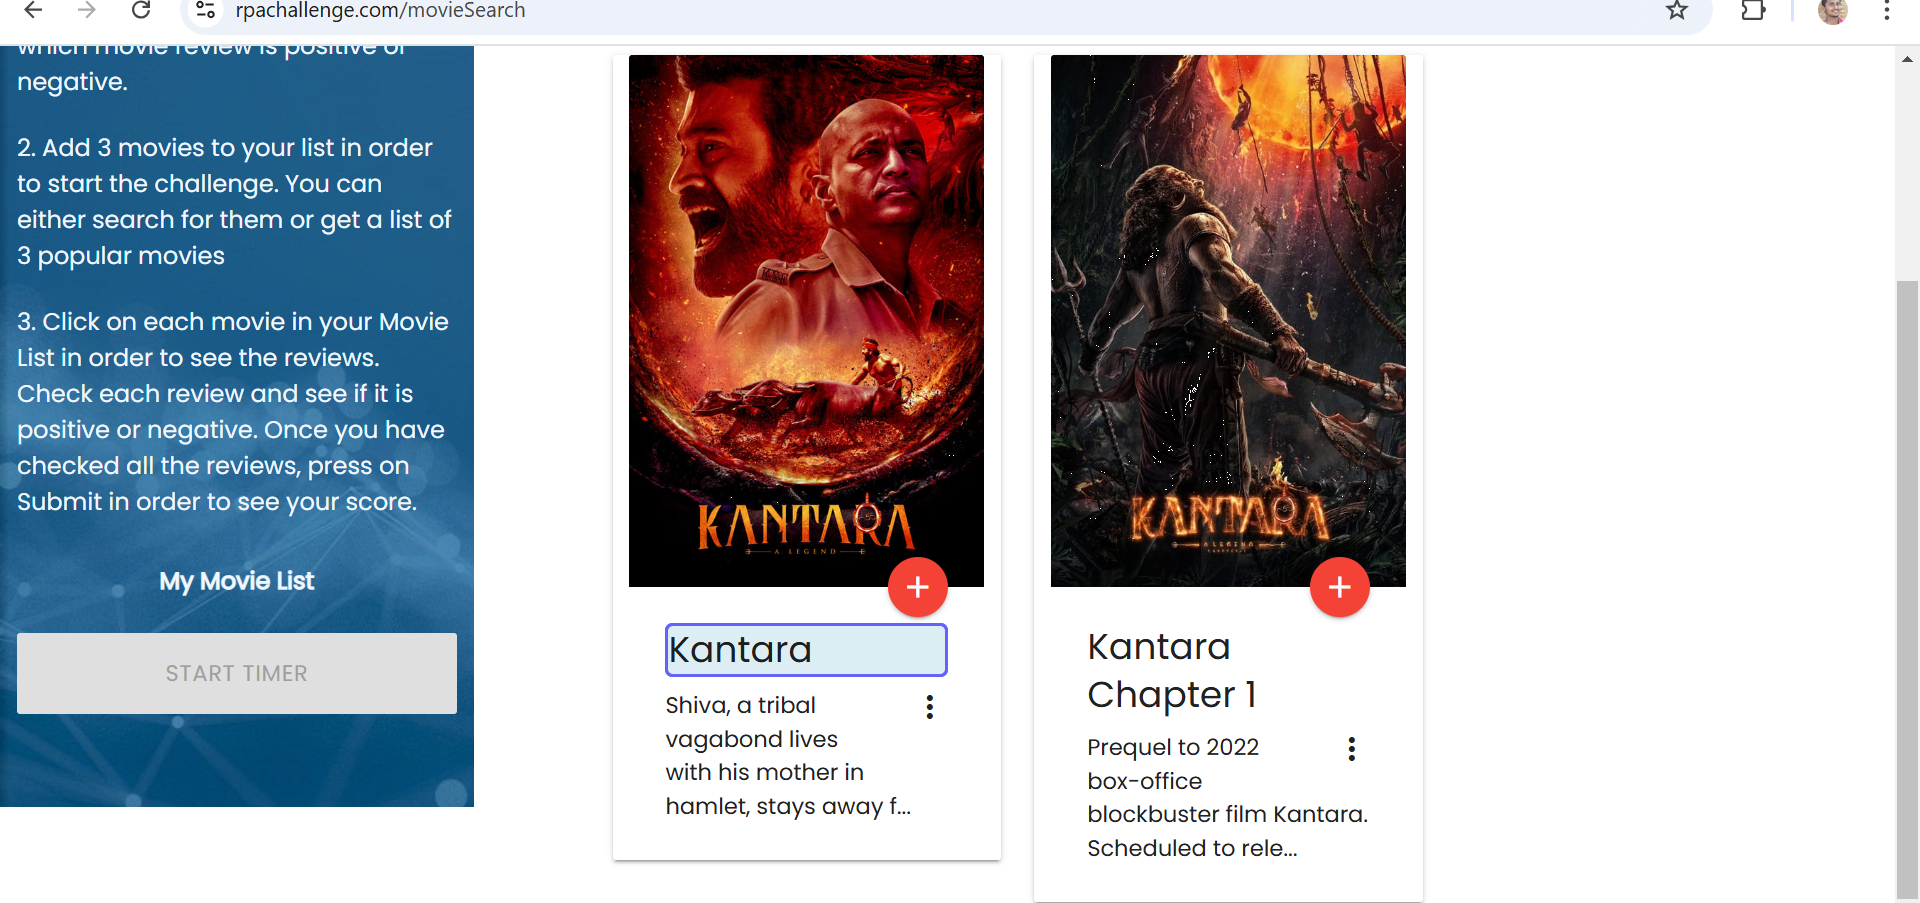 rpachallenge.com/movieSearch
which movie review is positive or
negative.
2. Add 3 movies to your list in order
to start the challenge. You can
either search for them or get a list of
3 popular movies
3. Click on each movie in your Movie
List in order to see the reviews.
Check each review and see if it is
positive or negative. Once you have
checked all the reviews, press on
Submit in order to see your score.
My Movie List
START TIMER
KANTARA
A LEGEND
Kantara
Shiva, a tribal
vagabond lives
with his mother in
hamlet, stays away f...
KANTARA
A LEGEND
Kantara
Chapter 1
Prequel to 2022
box-office
blockbuster film Kantara.
Scheduled to rele...